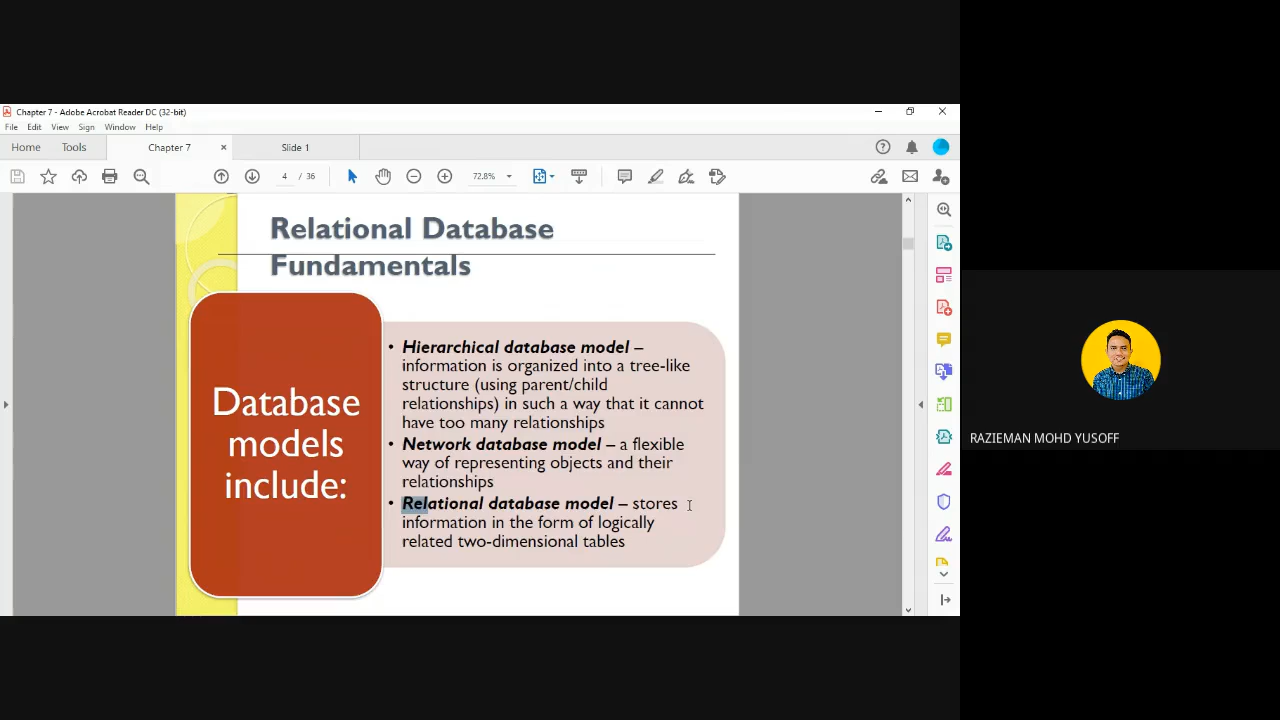 Chapter 7 - Adobe Acrobat Reader DC (32-bit)
File Edit View Sign Window Help
Home Tools Chapter 7 × Slide 1
4 / 36 72.8%
Relational Database
Fundamentals
Database
models
include:
• Hierarchical database model –
information is organized into a tree-like
structure (using parent/child
relationships) in such a way that it cannot
have too many relationships
• Network database model – a flexible
way of representing objects and their
relationships
• Relational database model – stores
information in the form of logically
related two-dimensional tables
RAZIEMAN MOHD YUSOFF